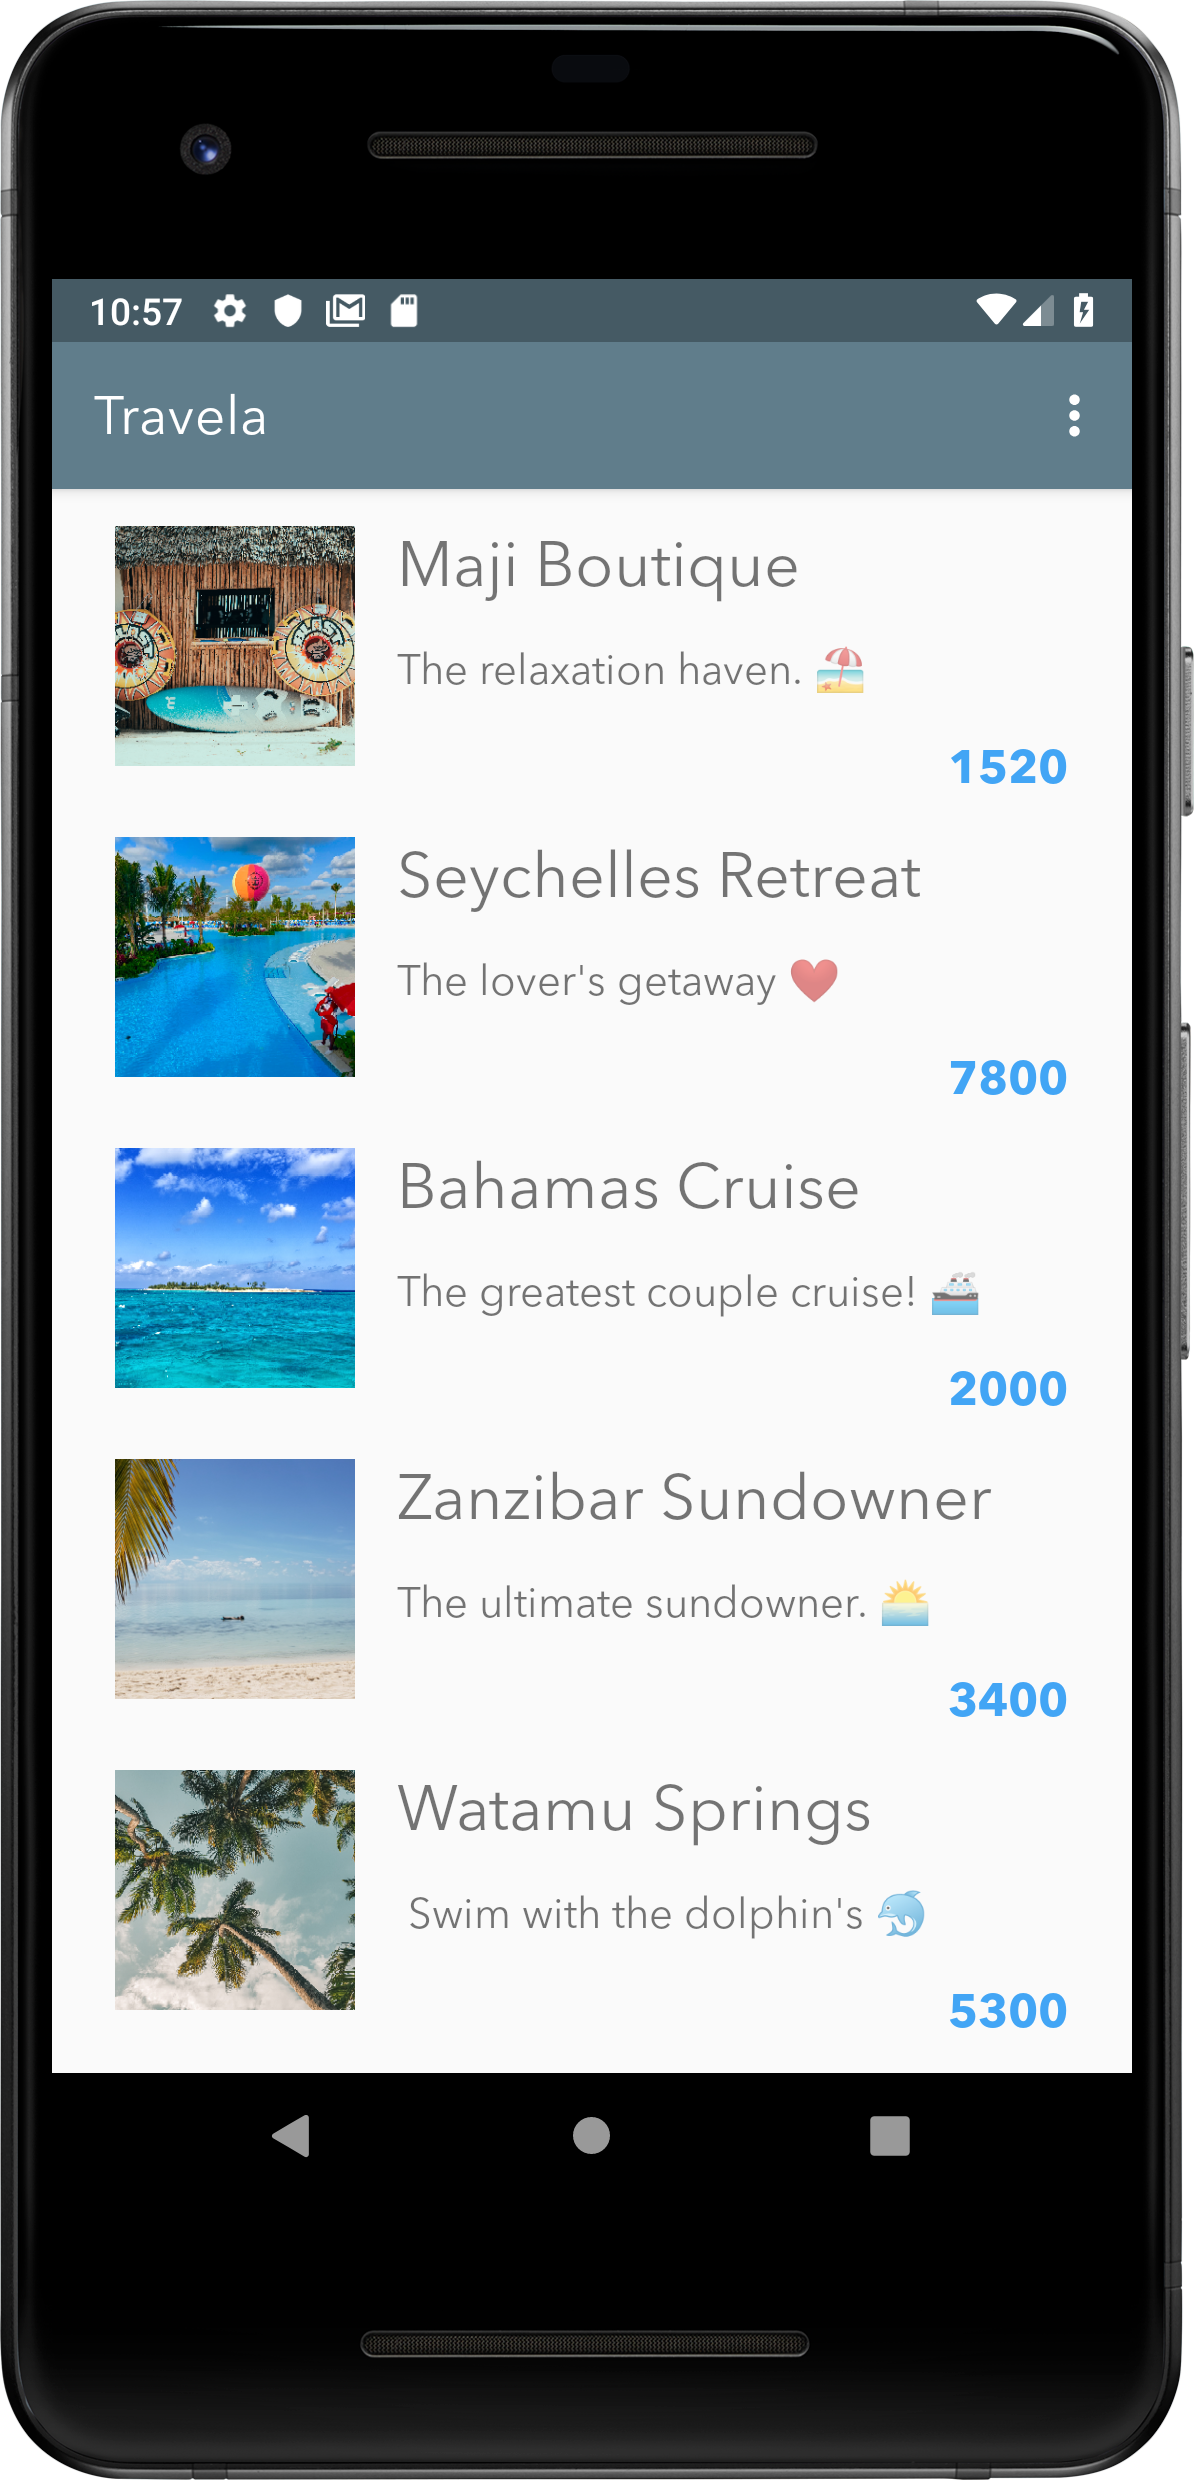 10:57
Travela
Maji Boutique
The relaxation haven. 🏖️
1520
Seychelles Retreat
The lover's getaway ❤️
7800
Bahamas Cruise
The greatest couple cruise! 🛳️
2000
Zanzibar Sundowner
The ultimate sundowner. 🌅
3400
Watamu Springs
Swim with the dolphin's 🐬
5300